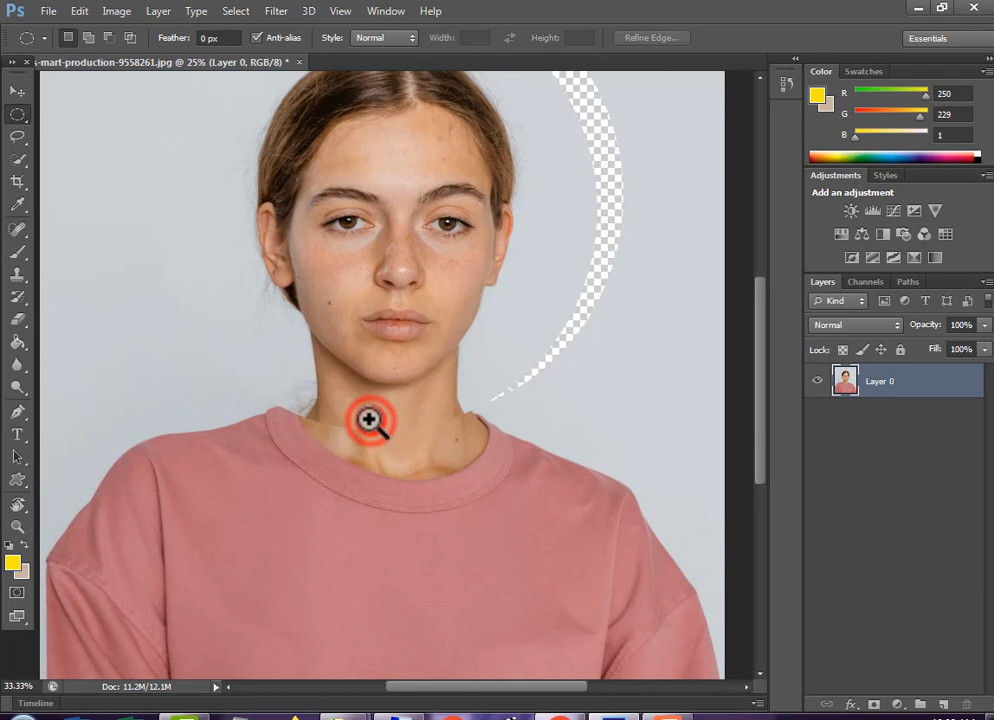 Ps File Edit Image Layer Type Select Filter 3D View Window Help
Feather: 0 px Anti-alias Style: Normal Width: Height: Refine Edge... Essentials
s-mart-production-9558261.jpg @ 25% (Layer 0, RGB/8) *
Color Swatches
R 250
G 229
B 1
Adjustments Styles
Add an adjustment
Layers Channels Paths
Kind
Normal Opacity: 100%
Lock: Fill: 100%
Layer 0
T
33.33% Doc: 11.2M/12.1M
Timeline